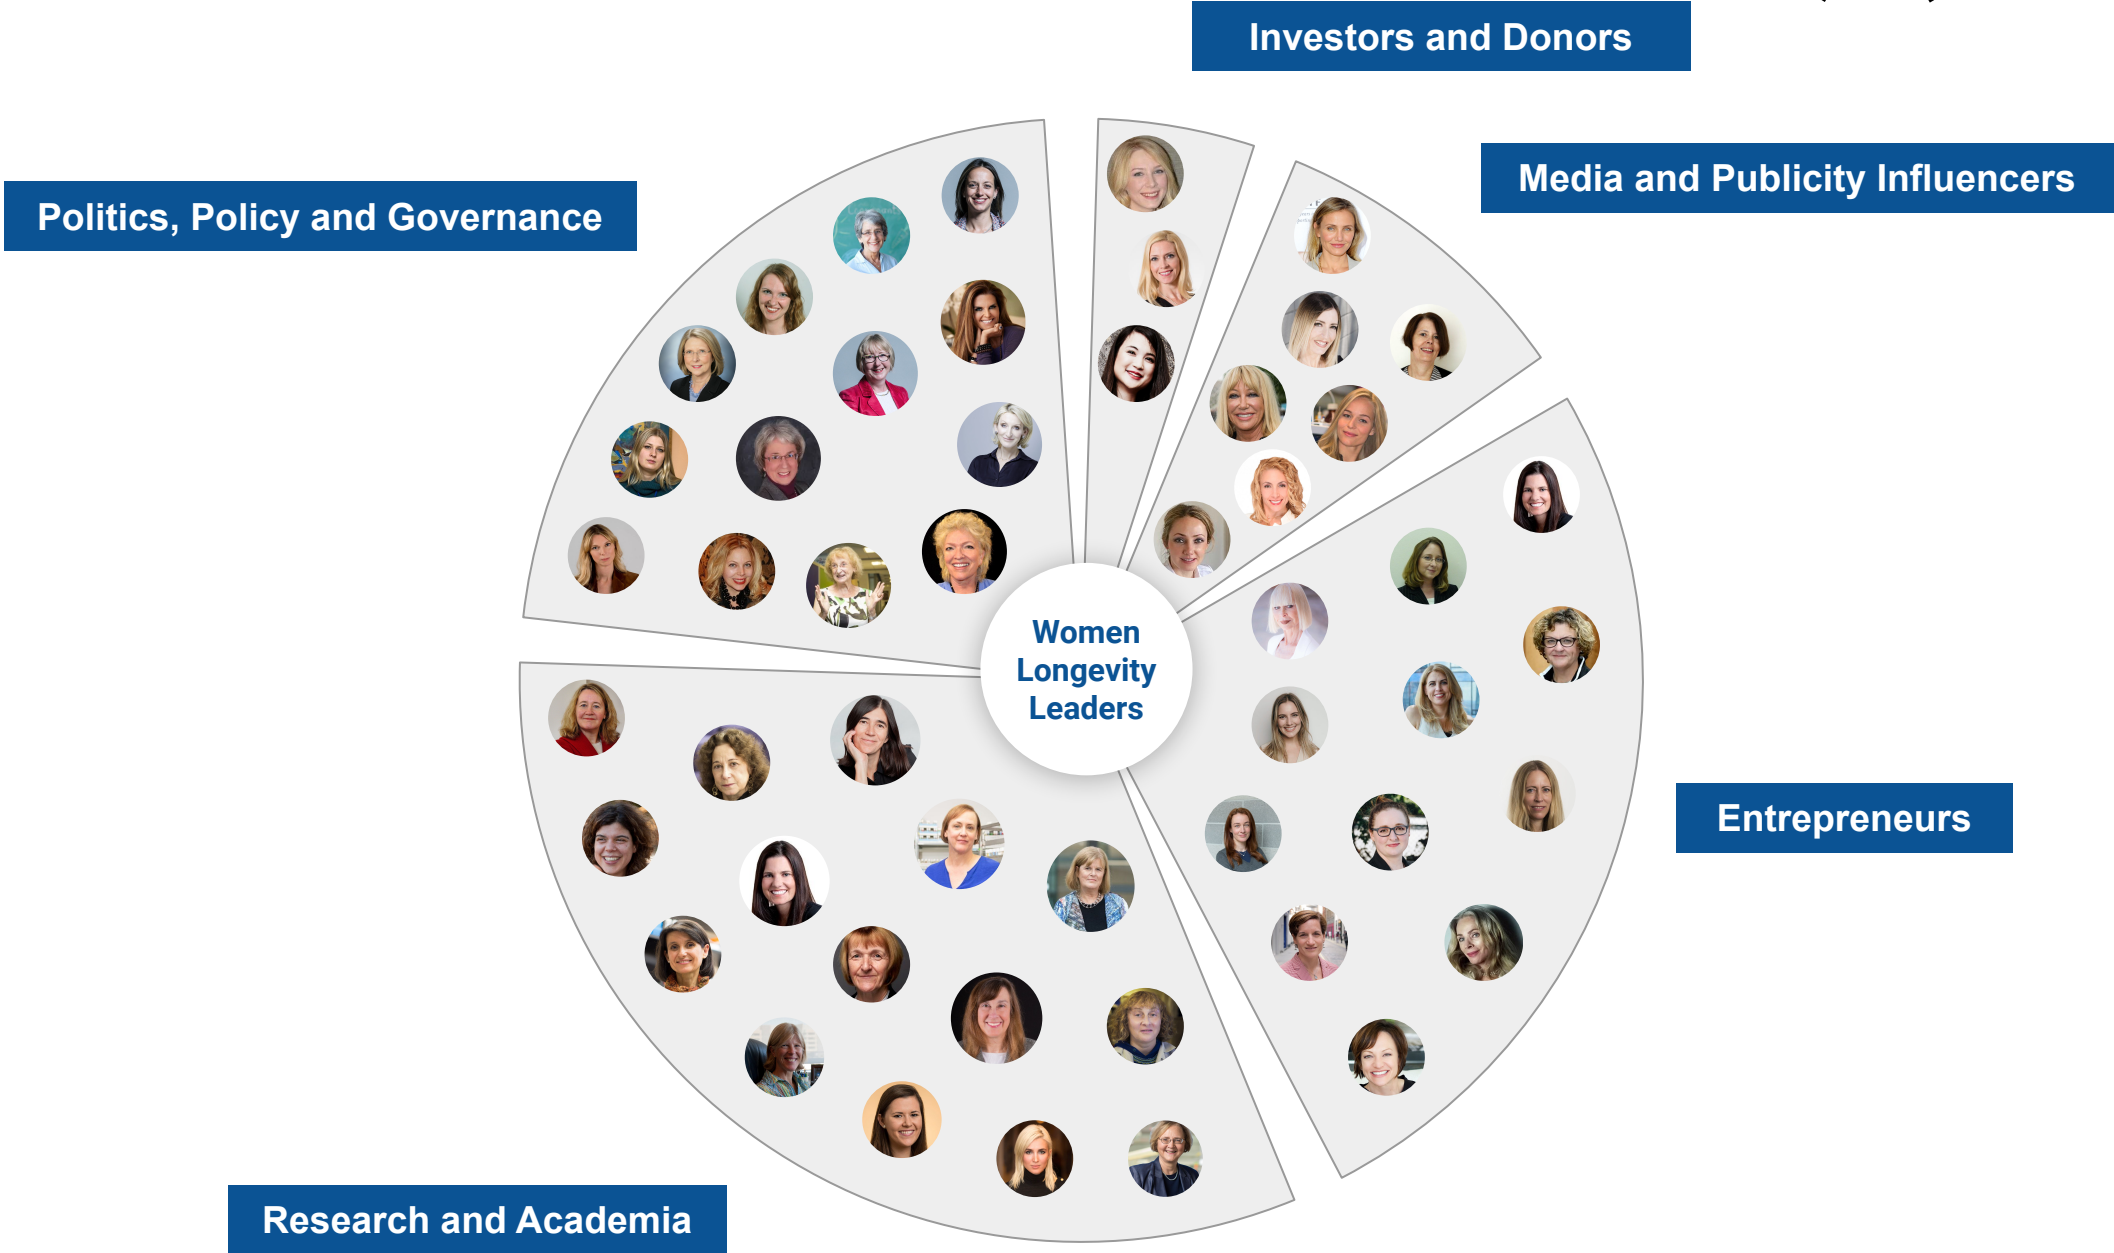 Investors and Donors
Media and Publicity Influencers
Politics, Policy and Governance
Women
Longevity
Leaders
Entrepreneurs
Research and Academia